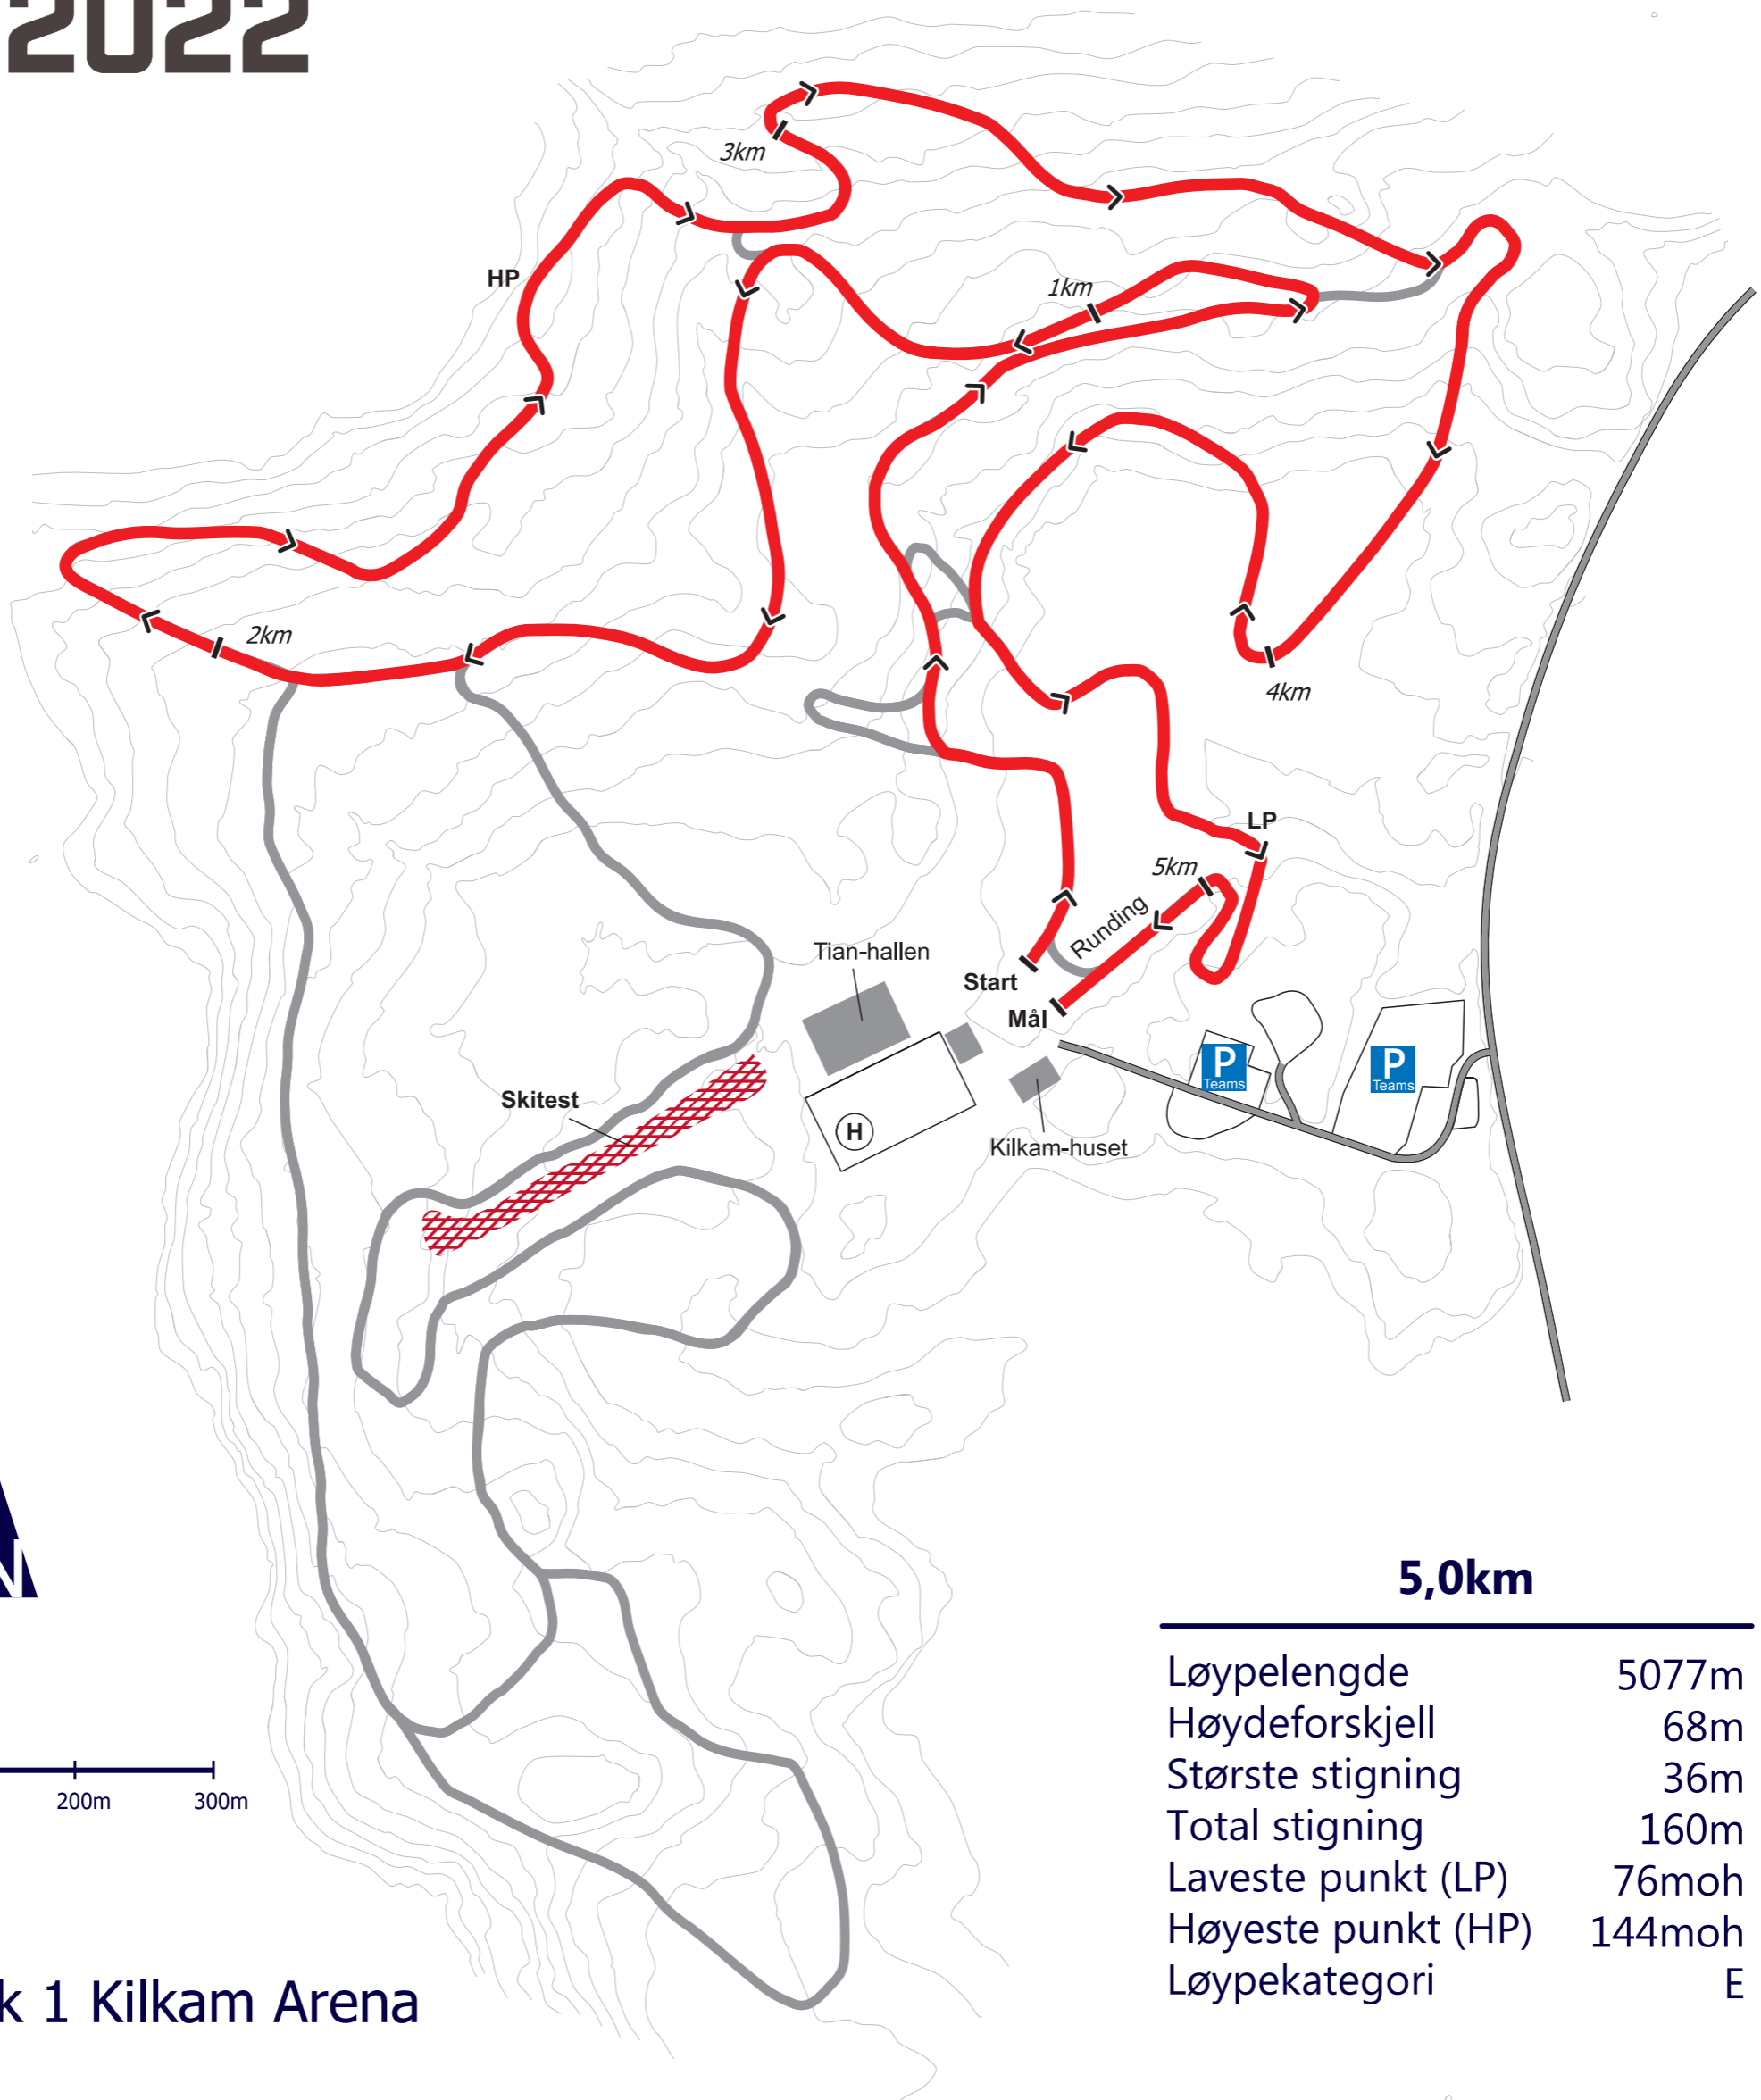 2022
3km
HP
1km
2km
4km
LP
5km
Runding
Tian-hallen
Start
Mål
P
Teams
P
Teams
Skitest
H
Kilkam-huset
N
5,0km
Løypelengde 5077m
Høydeforskjell 68m
Største stigning 36m
Total stigning 160m
Laveste punkt (LP) 76moh
Høyeste punkt (HP) 144moh
Løypekategori E
200m 300m
k 1 Kilkam Arena